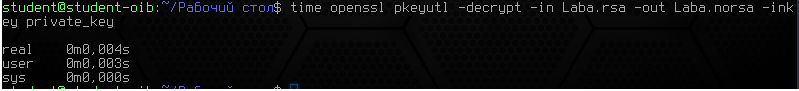 student@student-oib:~/Рабочий стол$ time openssl pkeyutl -decrypt -in Laba.rsa -out Laba.norsa -ink
ey private_key
real 0m0,004s
user 0m0,003s
sys 0m0,000s
student@student-oib:~/Рабочий стол$